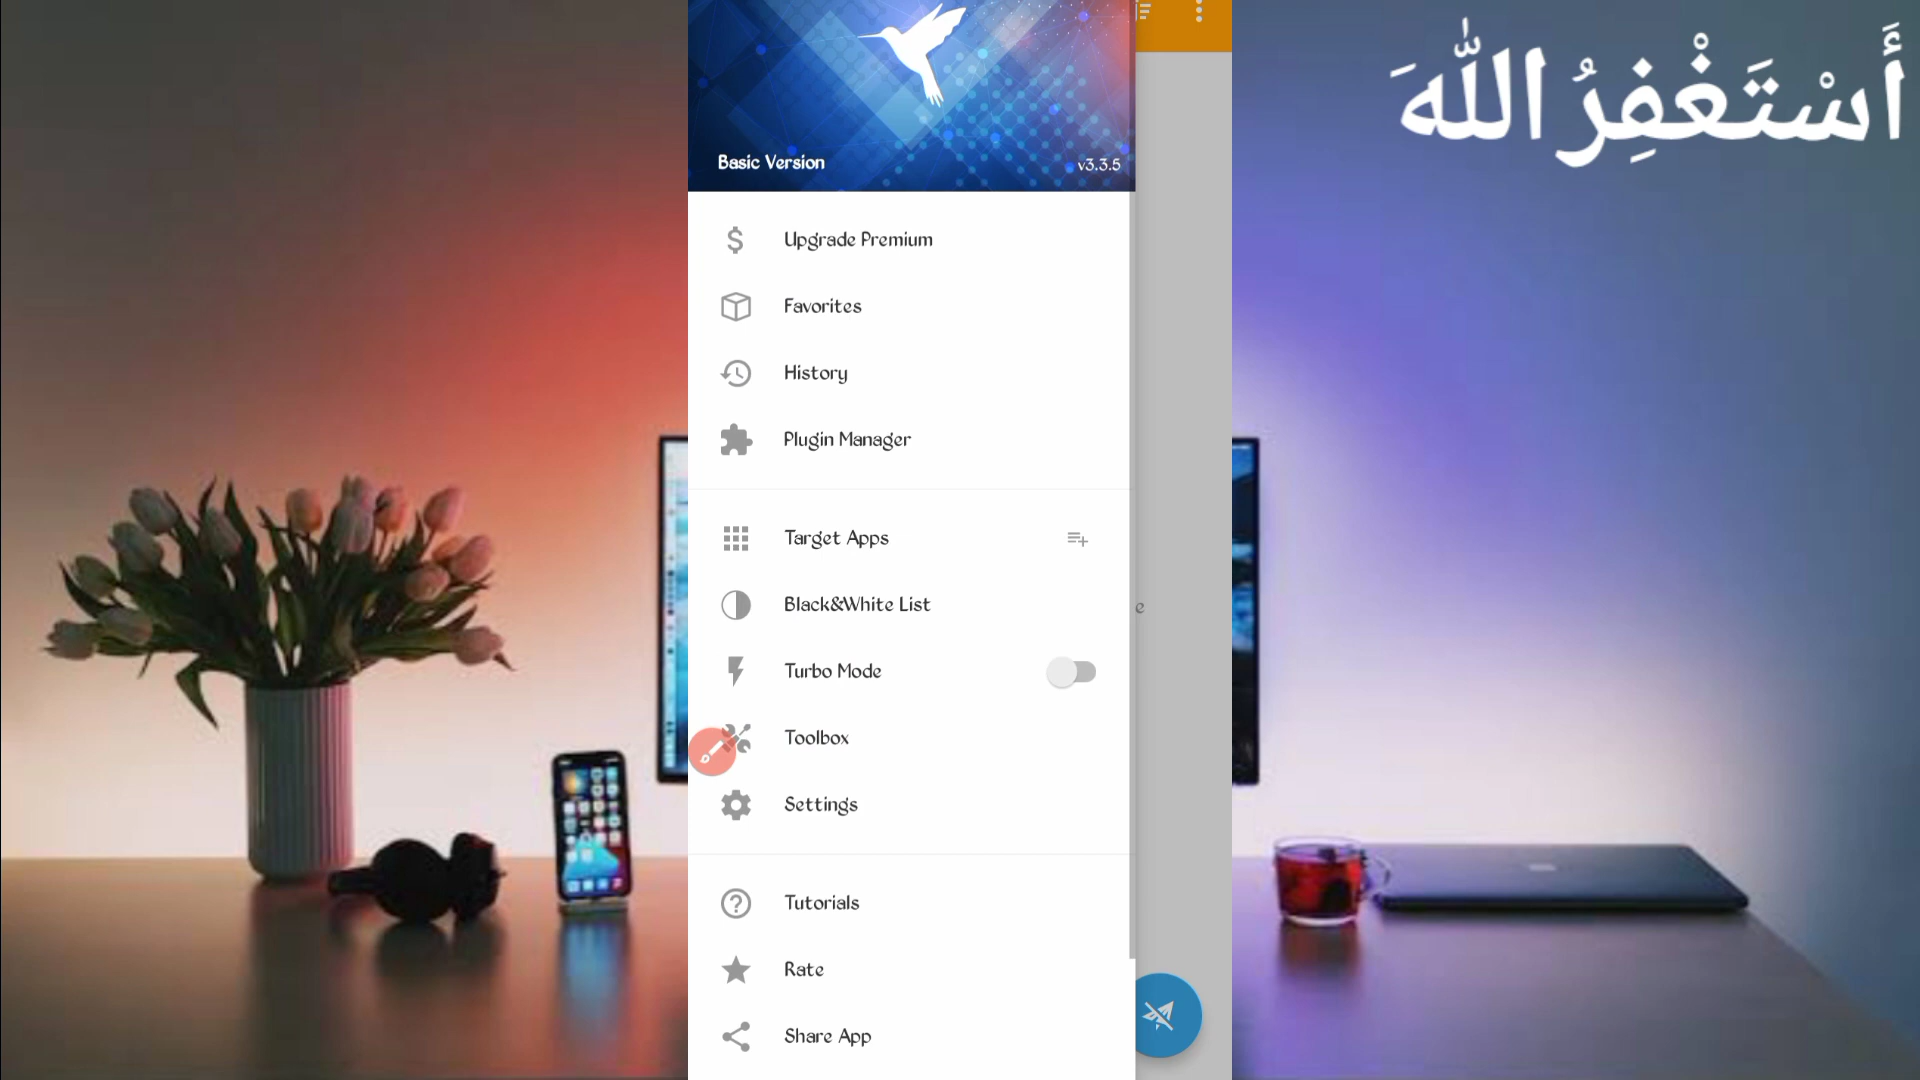 أَسْتَغْفِرُ اللّٰهَ
Basic Version
v3.3.5
Upgrade Premium
Favorites
History
Plugin Manager
Target Apps
Black&White List
e
Turbo Mode
Toolbox
Settings
Tutorials
Rate
Share App